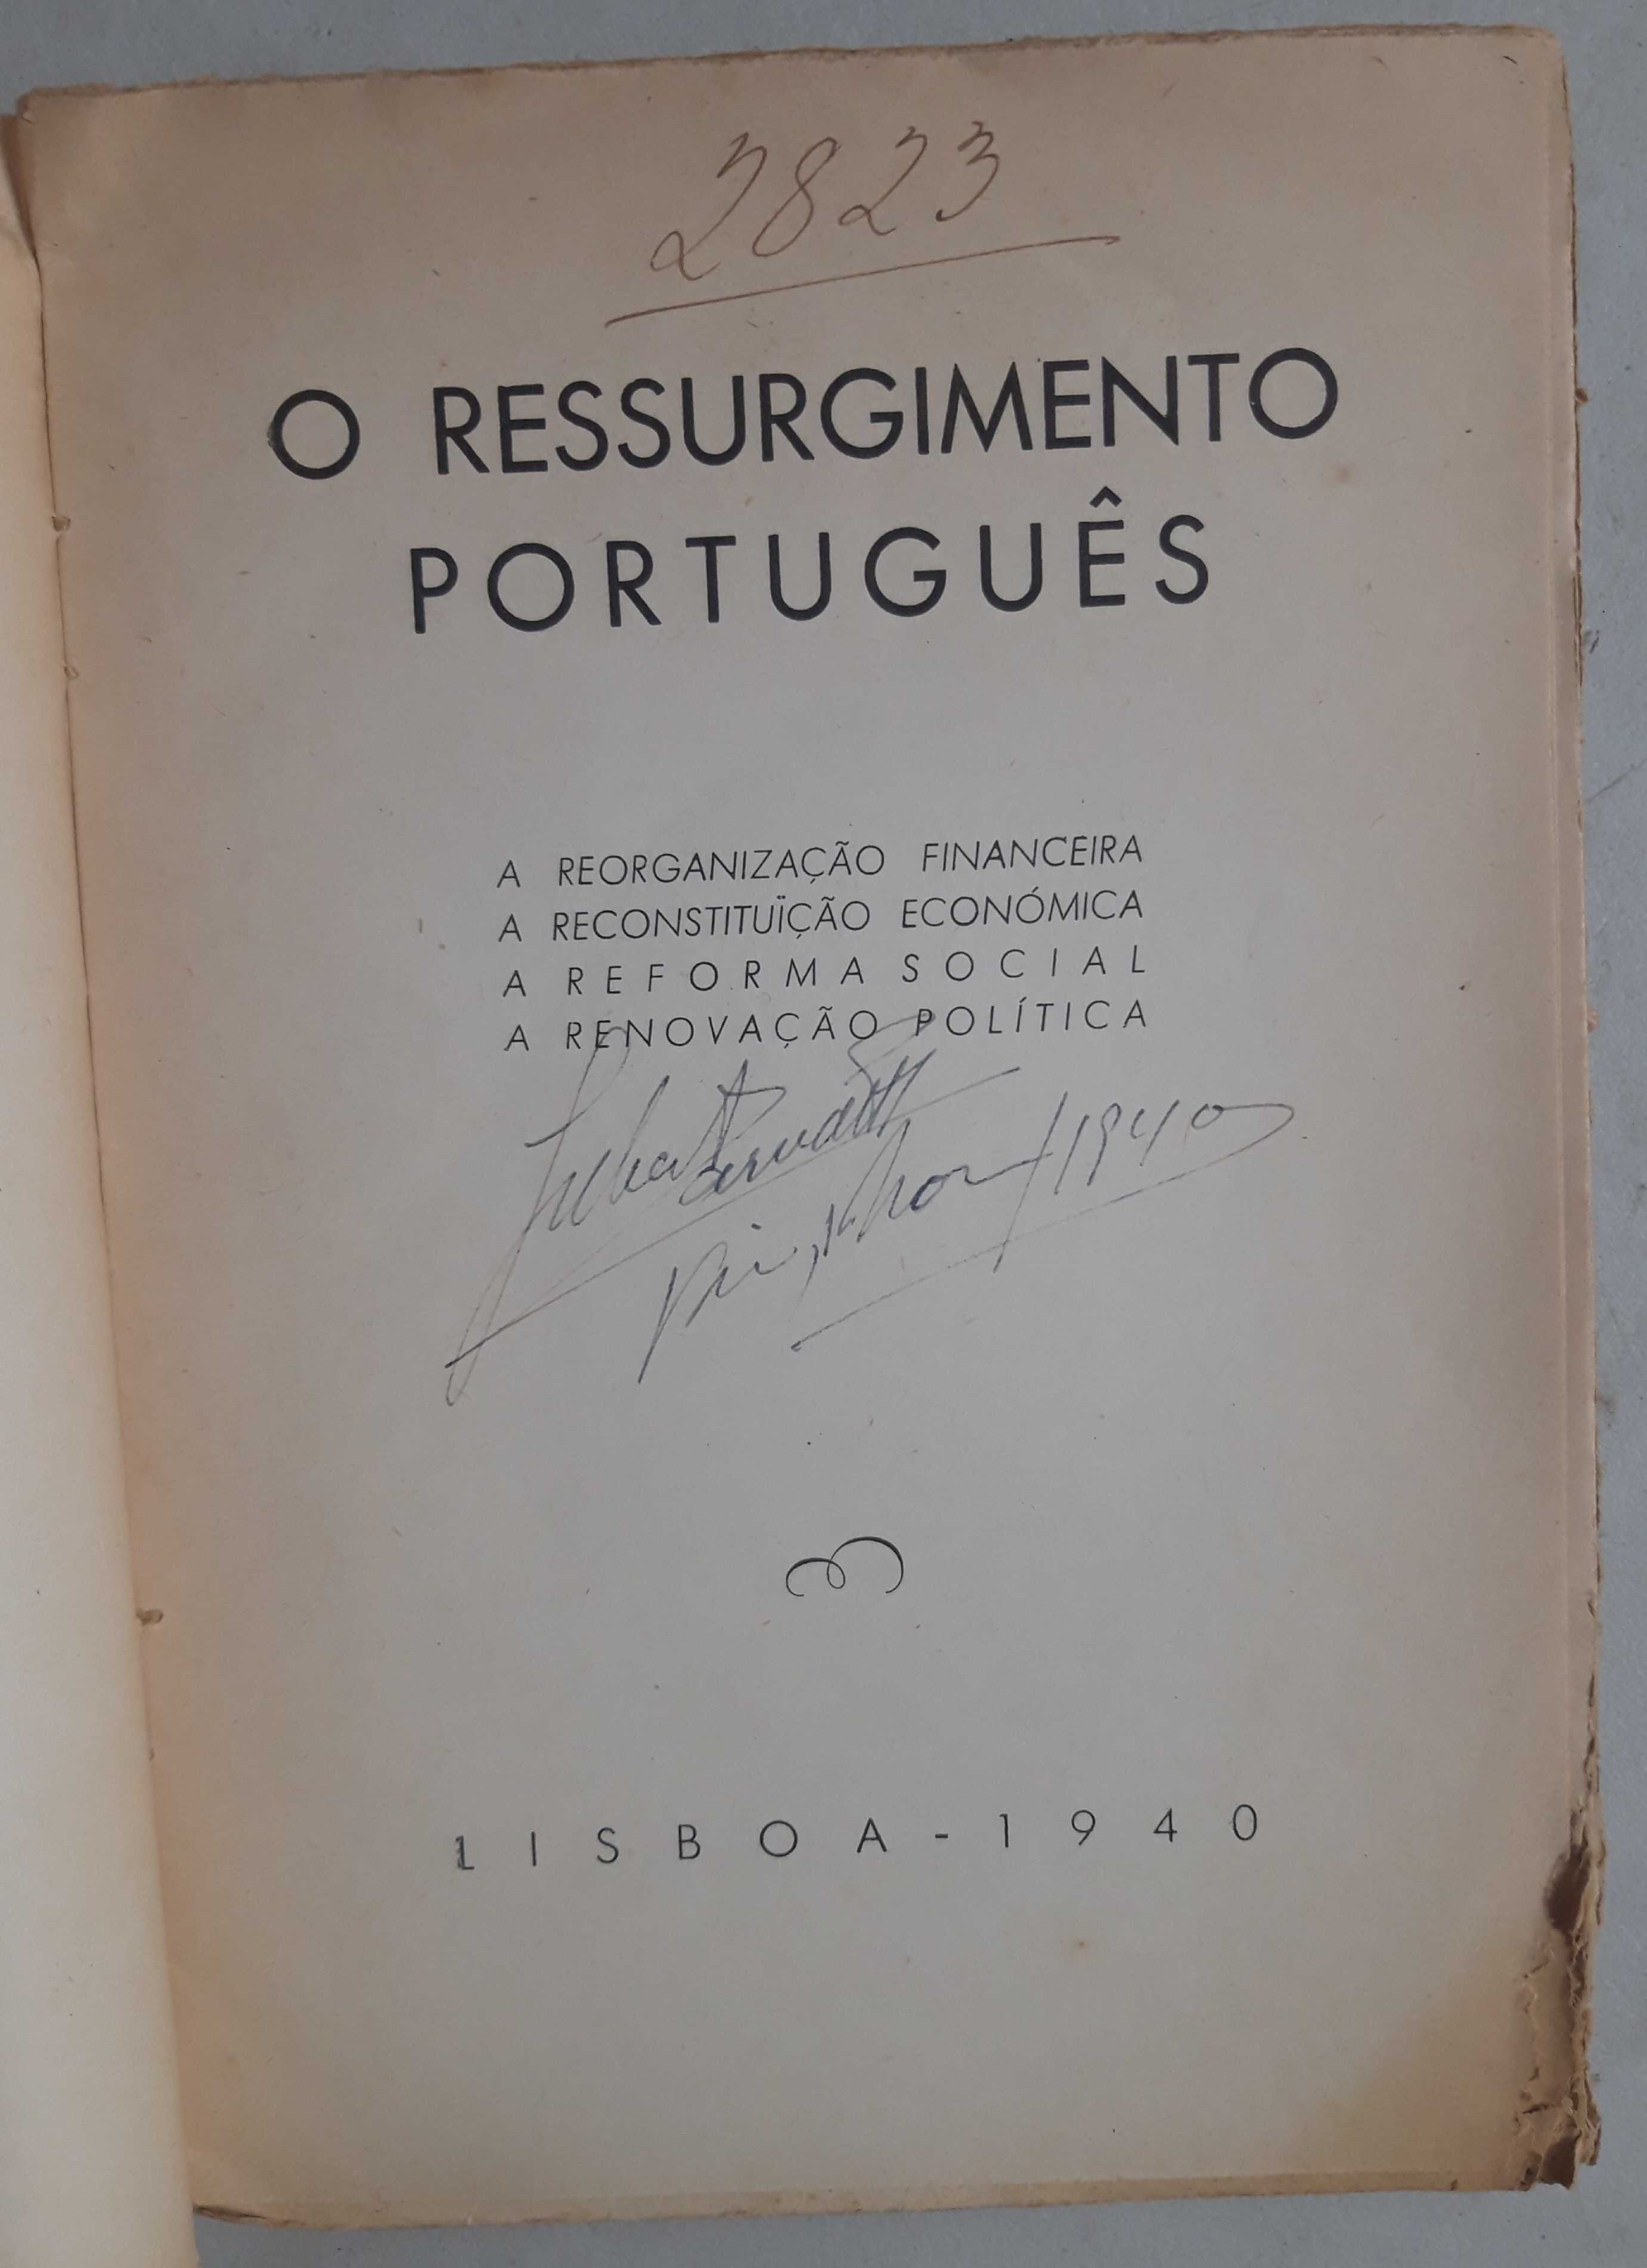 2823
O RESSURGIMENTO
PORTUGUÊS
A REORGANIZAÇÃO FINANCEIRA
A RECONSTITUÏÇÃO ECONÓMICA
A REFORMA SOCIAL
A RENOVAÇÃO POLÍTICA
1940
LISBOA - 1940